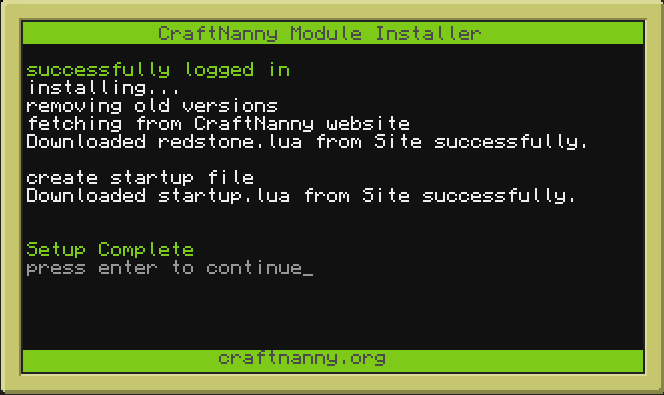 CraftNanny Module Installer
successfully logged in
installing...
removing old versions
fetching from CraftNanny website
Downloaded redstone.lua from Site successfully.
create startup file
Downloaded startup.lua from Site successfully.
Setup Complete
press enter to continue_
craftnanny.org